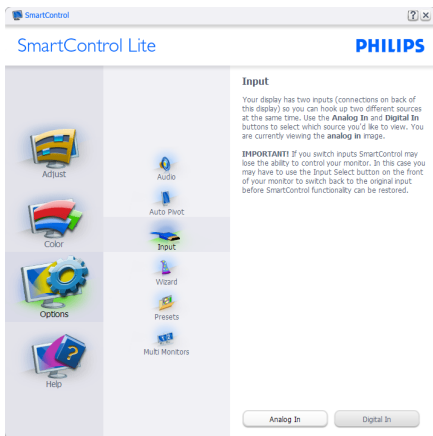 SmartControl
SmartControl Lite
PHILIPS
Adjust
Color
Options
Help
Audio
Auto Pivot
Input
Wizard
Presets
Multi Monitors
Input
Your display has two inputs (connections on back of
this display) so you can hook up two different sources
at the same time. Use the Analog In and Digital In
buttons to select which source you'd like to view. You
are currently viewing the analog in image.
IMPORTANT! If you switch inputs SmartControl may
lose the ability to control your monitor. In this case you
may have to use the Input Select button on the front
of your monitor to switch back to the original input
before SmartControl functionality can be restored.
Analog In
Digital In